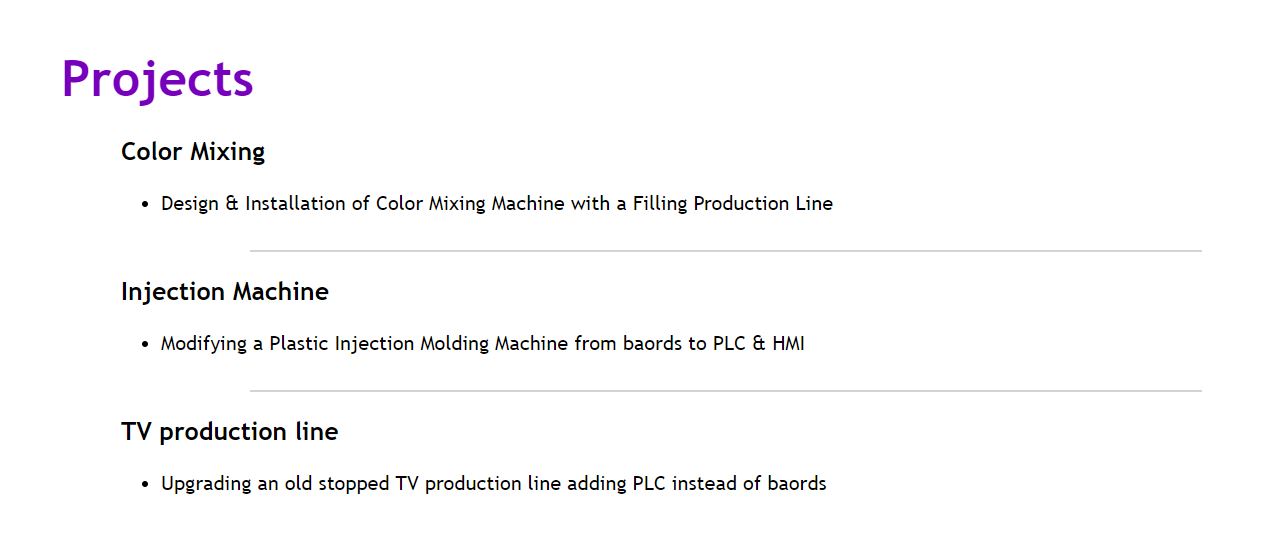 Projects
Color Mixing
• Design & Installation of Color Mixing Machine with a Filling Production Line
Injection Machine
• Modifying a Plastic Injection Molding Machine from baords to PLC & HMI
TV production line
• Upgrading an old stopped TV production line adding PLC instead of baords